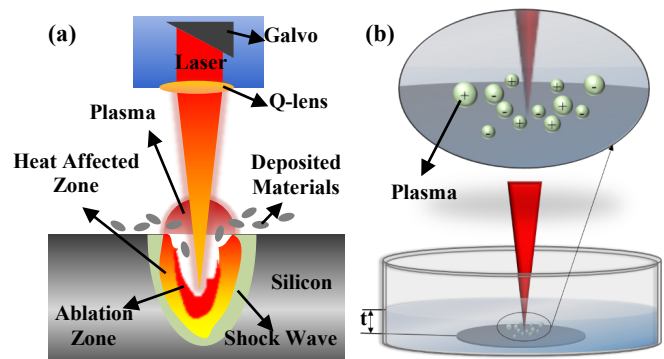 (a)
Galvo
Laser
Q-lens
Plasma
Heat Affected
Zone
Deposited
Materials
Silicon
Ablation
Zone
Shock Wave
(b)
+
-
-
+
-
-
+
-
+
+
-
Plasma
t